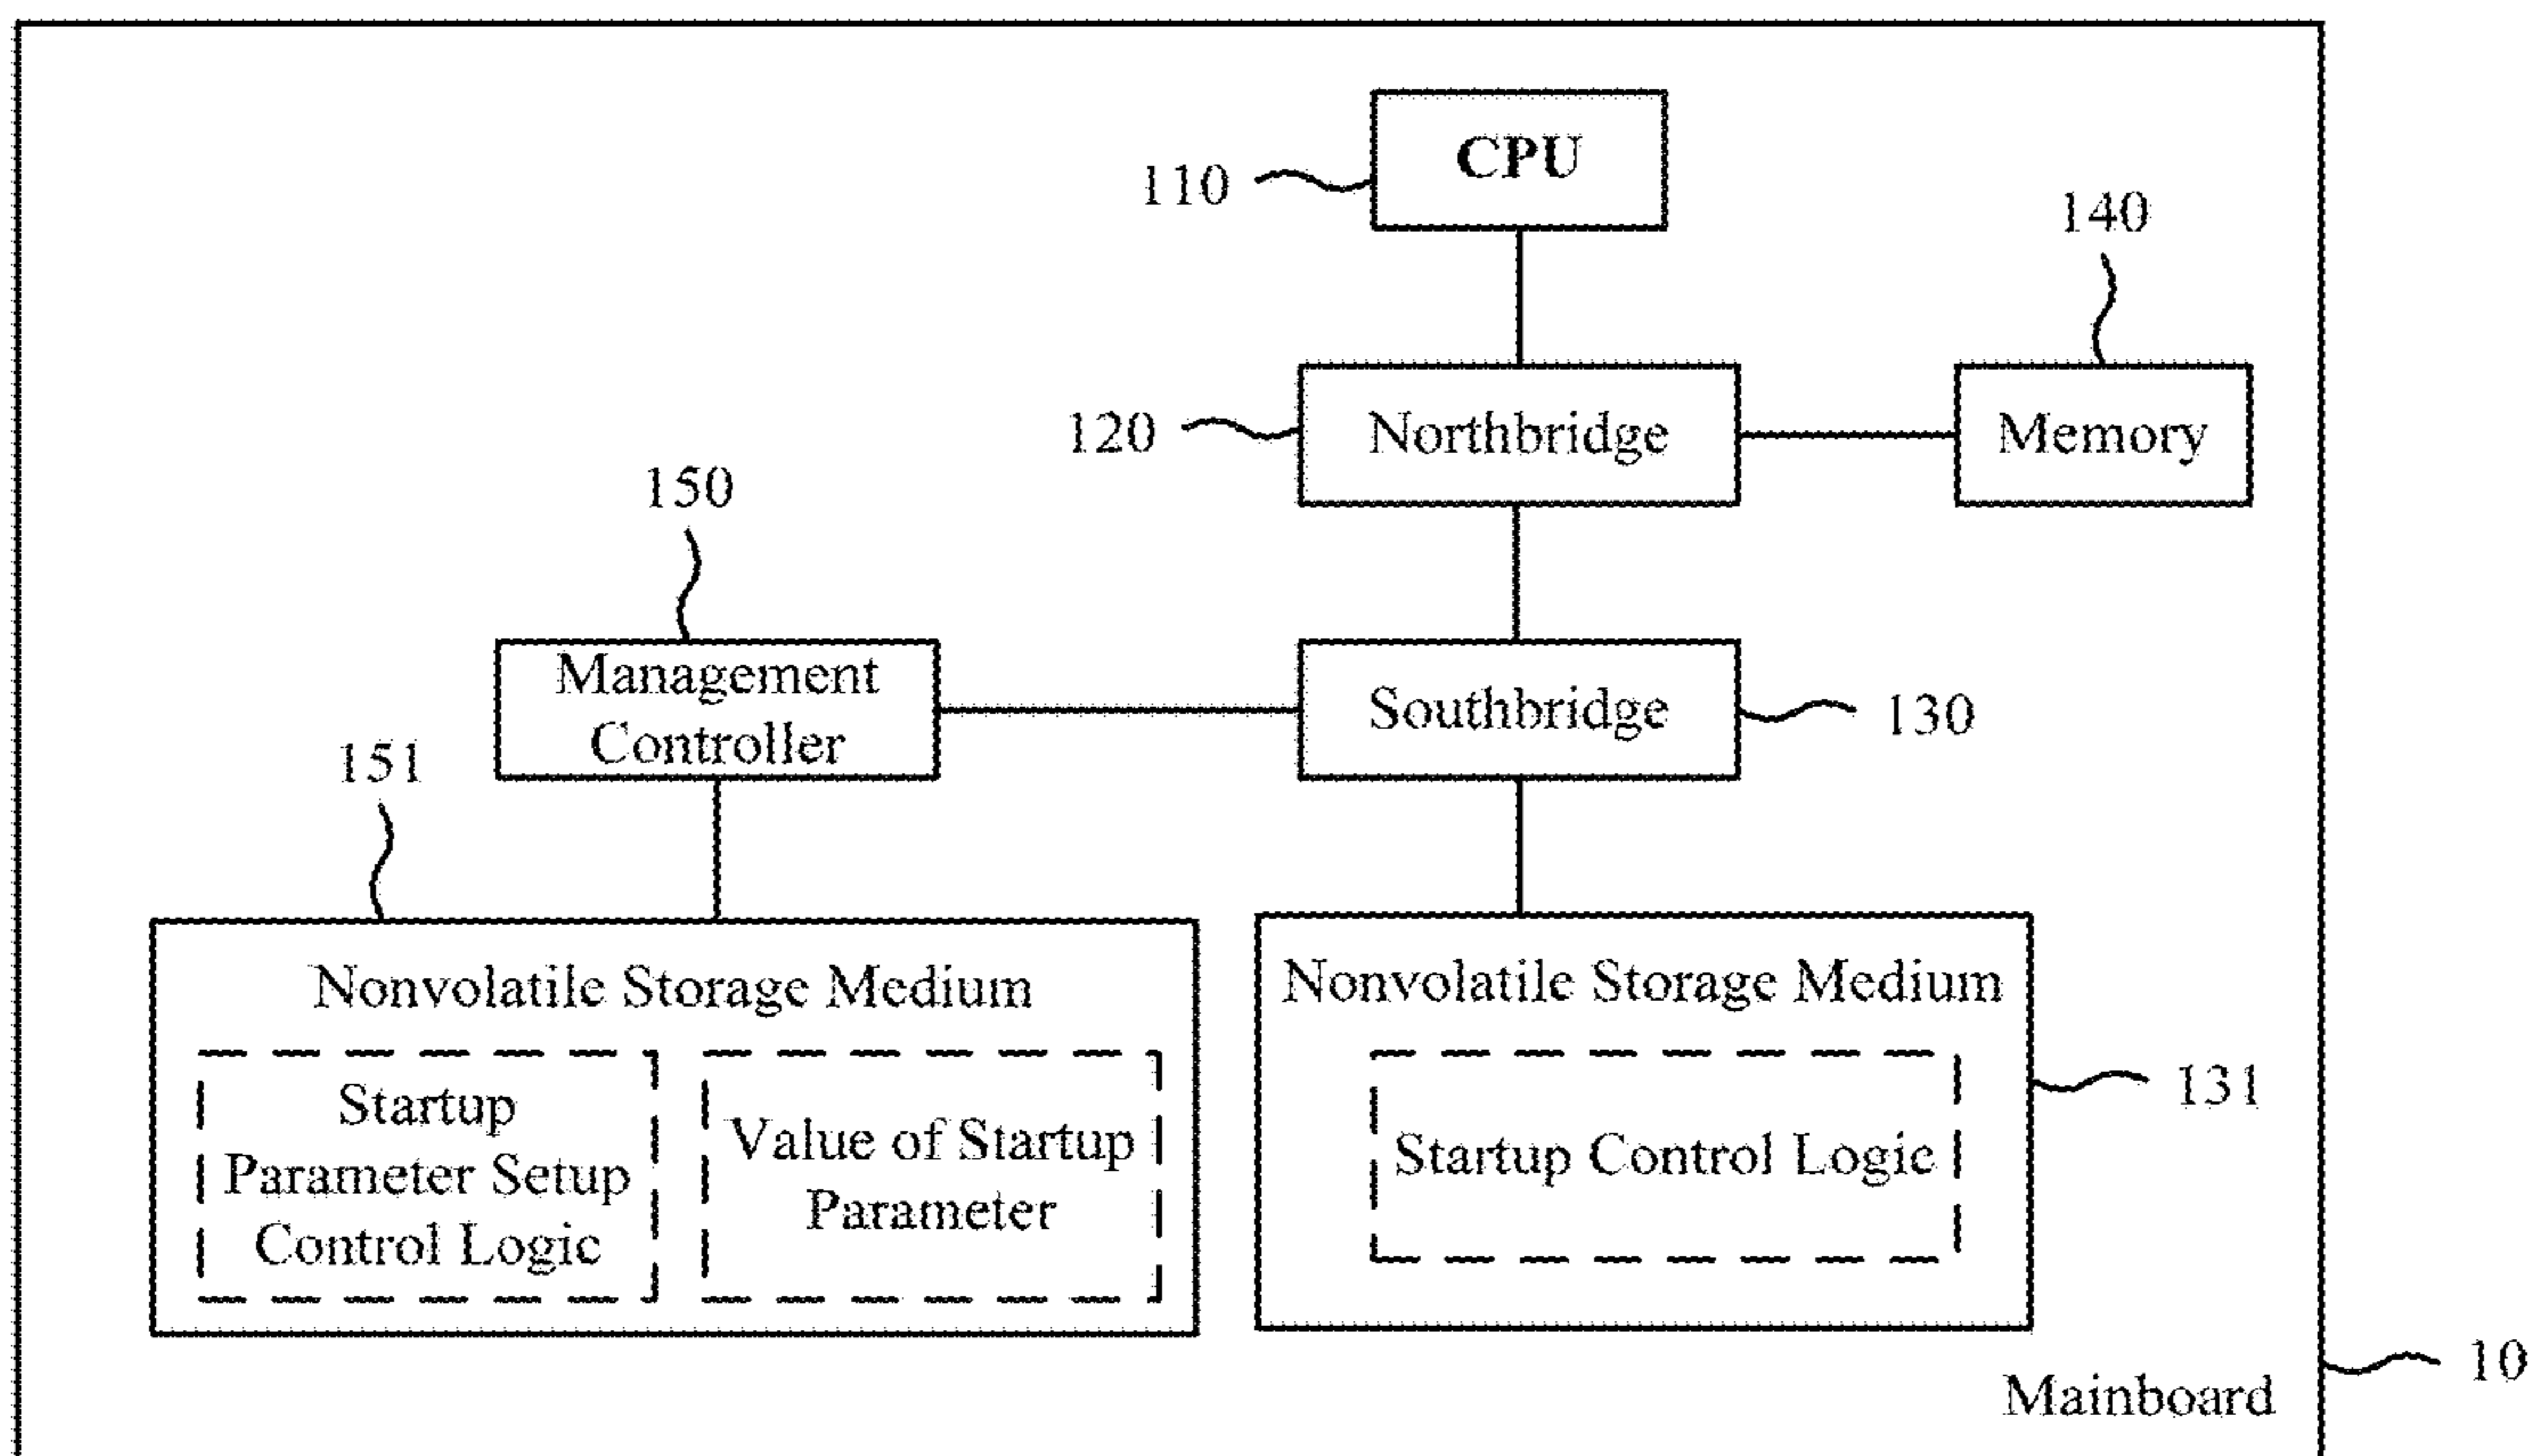 CPU
110
140
120
Northbridge
Memory
150
Management
Controller
Southbridge
130
151
Nonvolatile Storage Medium
Startup
Parameter Setup
Control Logic
Value of Startup
Parameter
Nonvolatile Storage Medium
Startup Control Logic
131
10
Mainboard